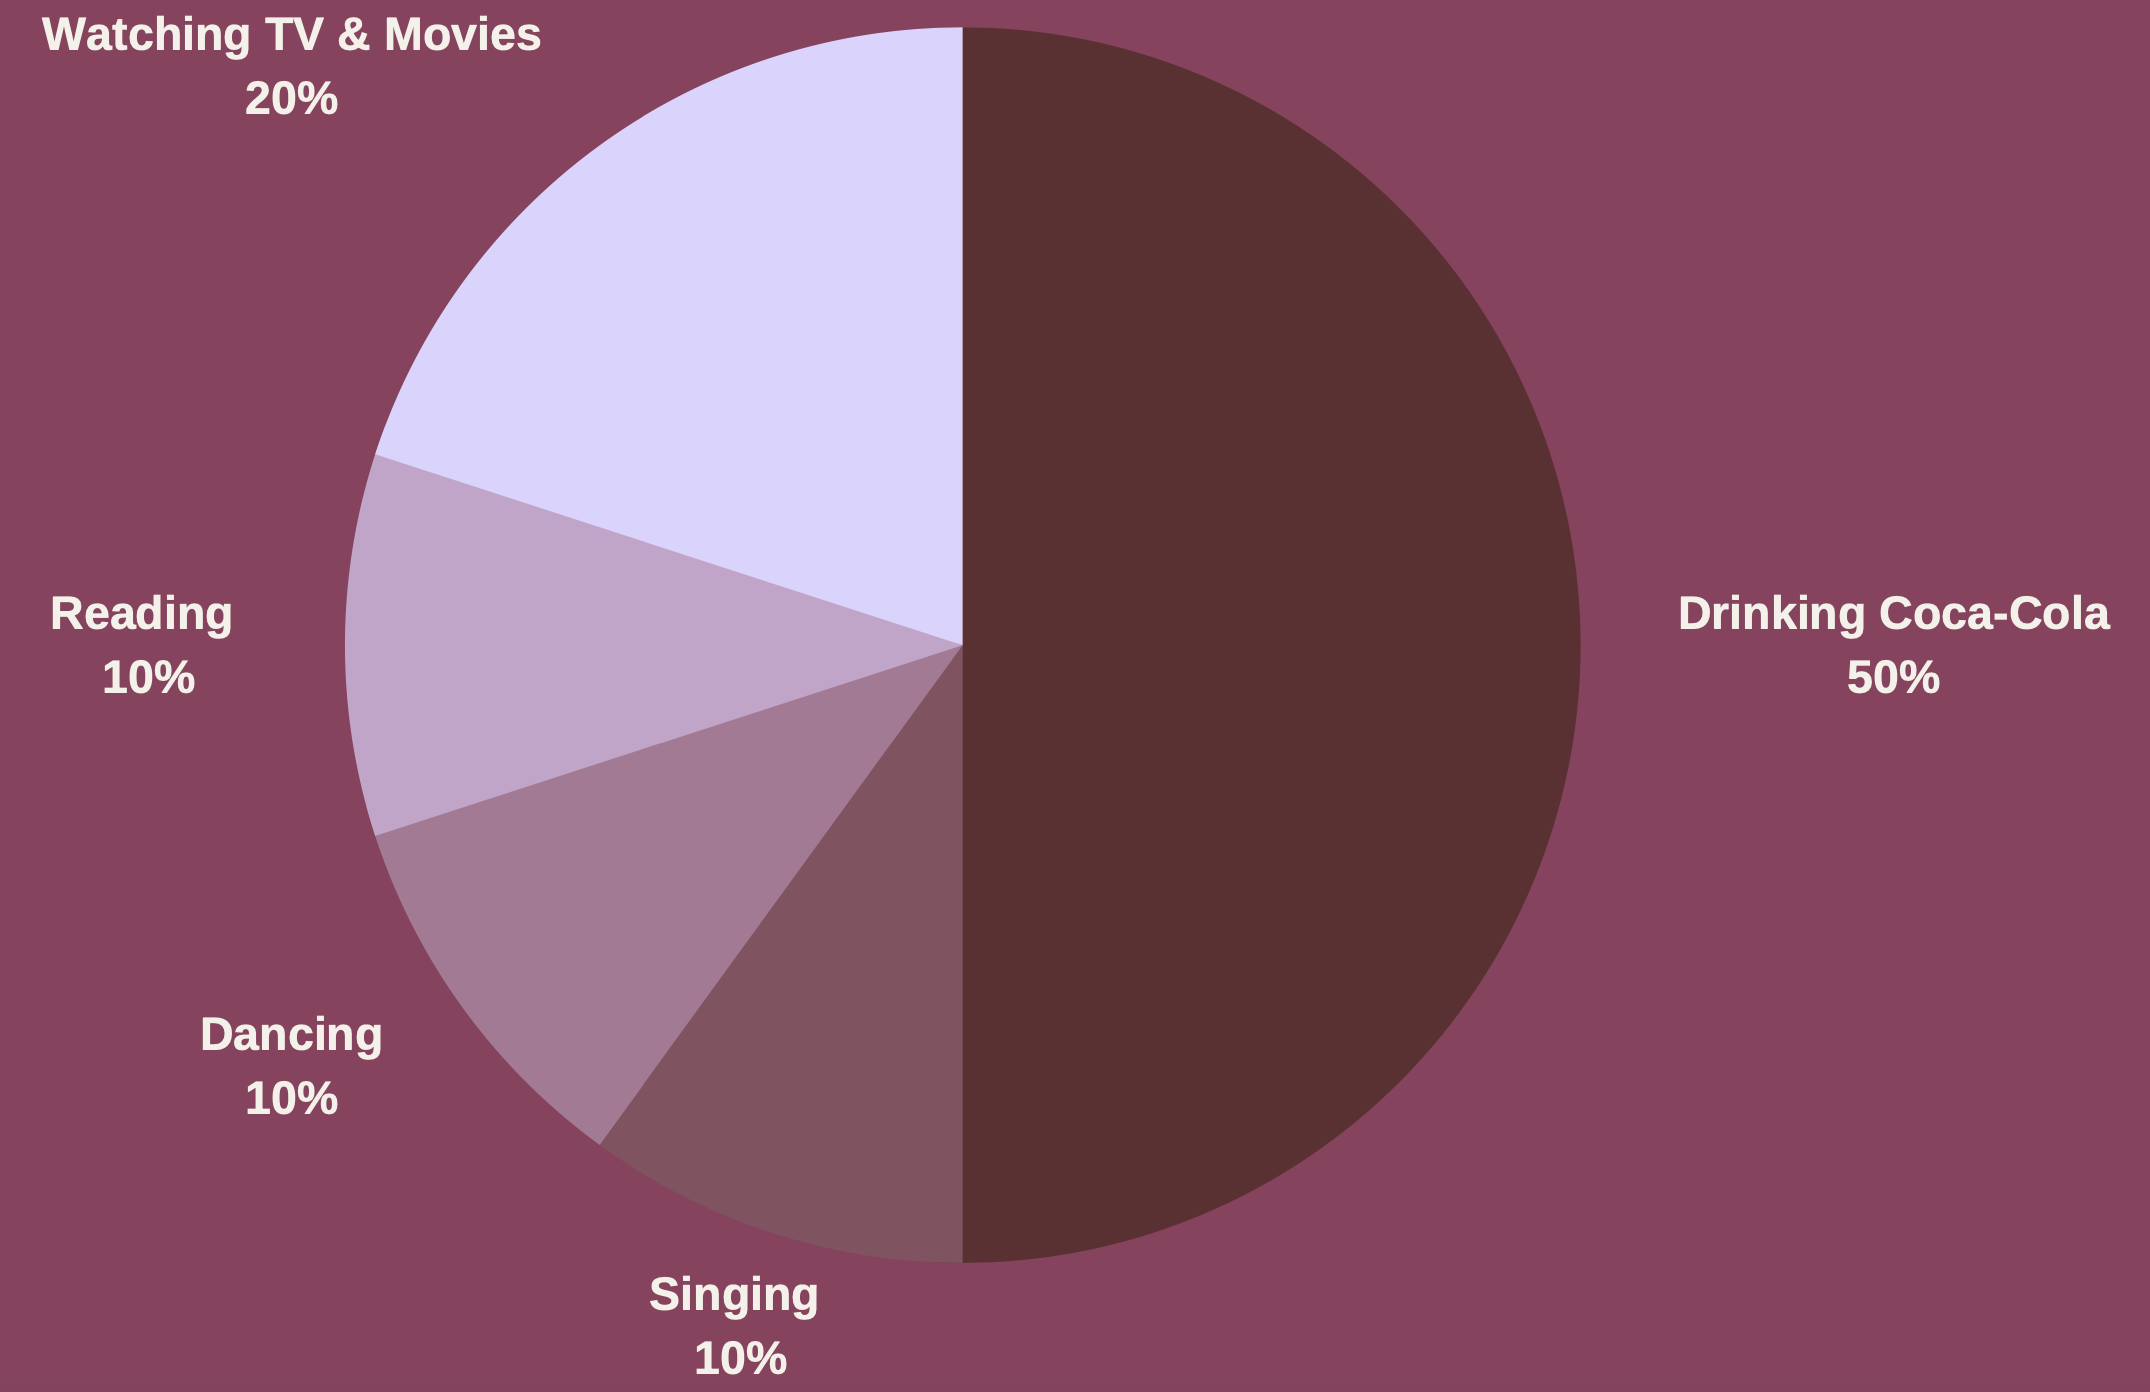 Watching TV & Movies
20%
Reading
10%
Drinking Coca-Cola
50%
Dancing
10%
Singing
10%